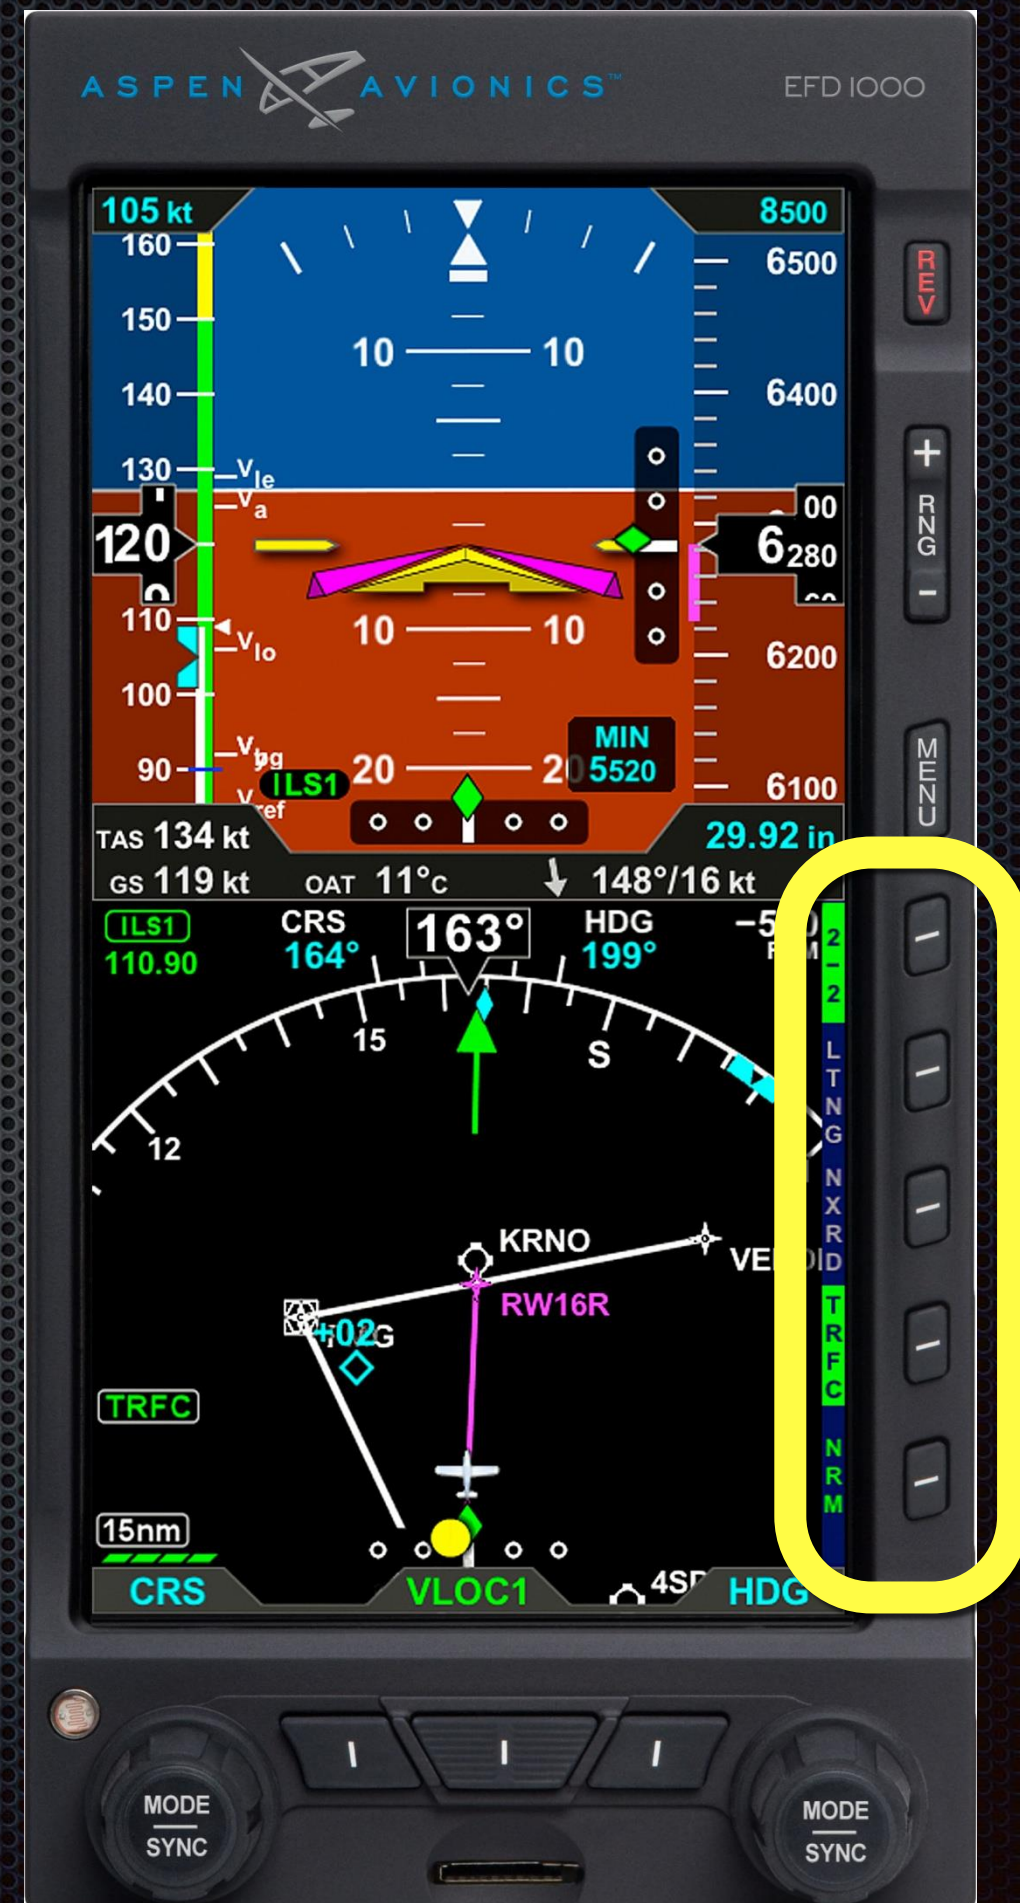 ASPEN AVIONICS™
EFD 1000
105 kt
8500
160
150
140
130
120
110
100
90
Vle
Va
Vlo
Vref
10 10
10 10
20 20
6500
6400
00
6280
6200
6100
ILS1
MIN
5520
TAS 134 kt
29.92 in
GS 119 kt
OAT 11°C
148°/16 kt
ILS1
110.90
CRS
164°
163°
HDG
199°
12
15
S
KRNO
RW16R
+02
TRFC
15nm
CRS
VLOC1
HDG
2-2
LTNG
NXRD
TRFC
NRM
REV
+
RNG
-
MENU
MODE
SYNC
MODE
SYNC